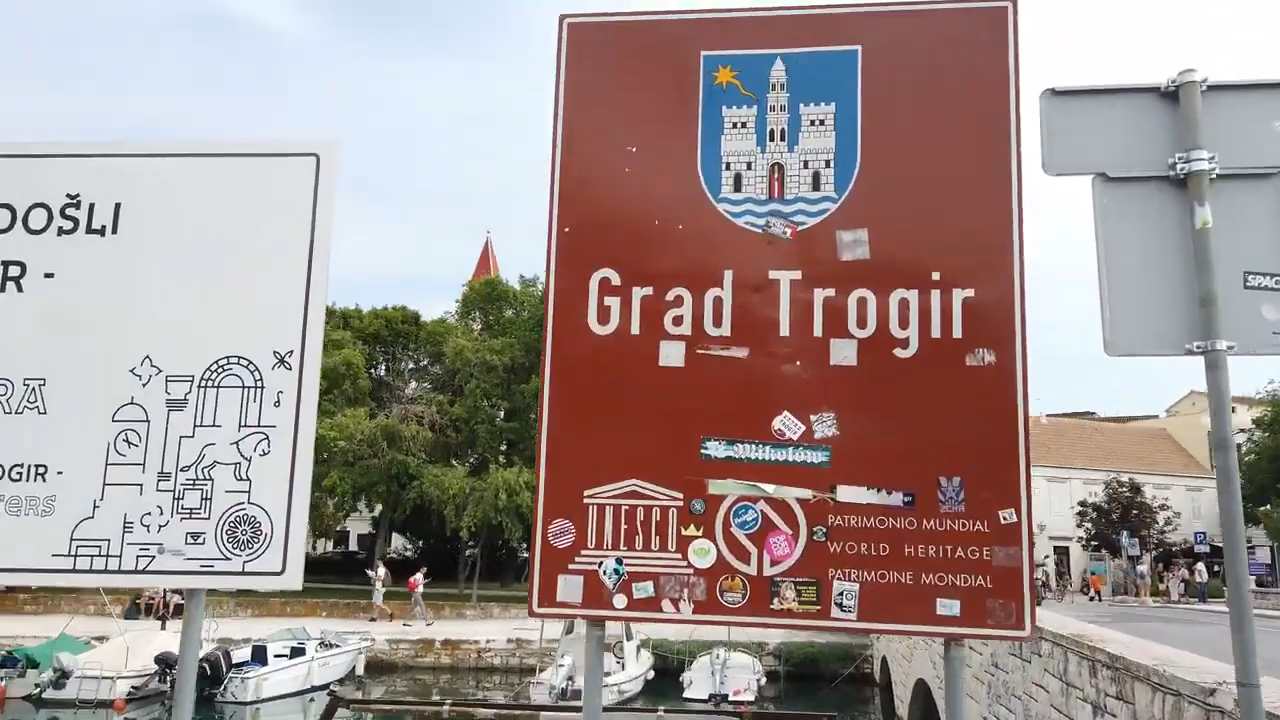 DOŠLI
R -
RA
OGIR -
TERS
Grad Trogir
Mikołów
UNESCO
PATRIMONIO MUNDIAL
WORLD HERITAGE
PATRIMOINE MONDIAL
SPAC
P